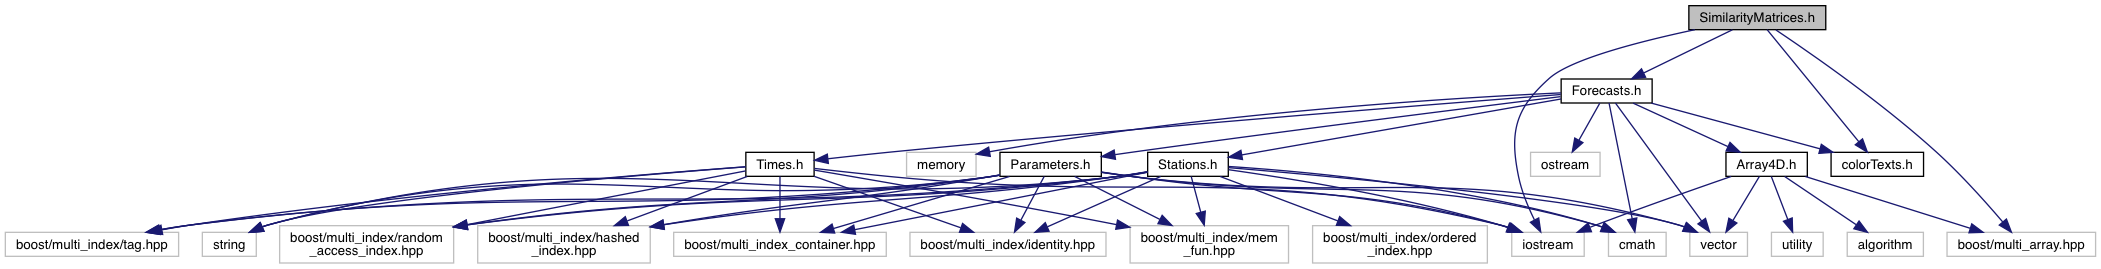 SimilarityMatrices.h
Forecasts.h
Times.h
memory
Parameters.h
Stations.h
ostream
Array4D.h
colorTexts.h
boost/multi_index/tag.hpp
string
boost/multi_index/random
_access_index.hpp
boost/multi_index/hashed
_index.hpp
boost/multi_index_container.hpp
boost/multi_index/identity.hpp
boost/multi_index/mem
_fun.hpp
boost/multi_index/ordered
_index.hpp
iostream
cmath
vector
utility
algorithm
boost/multi_array.hpp